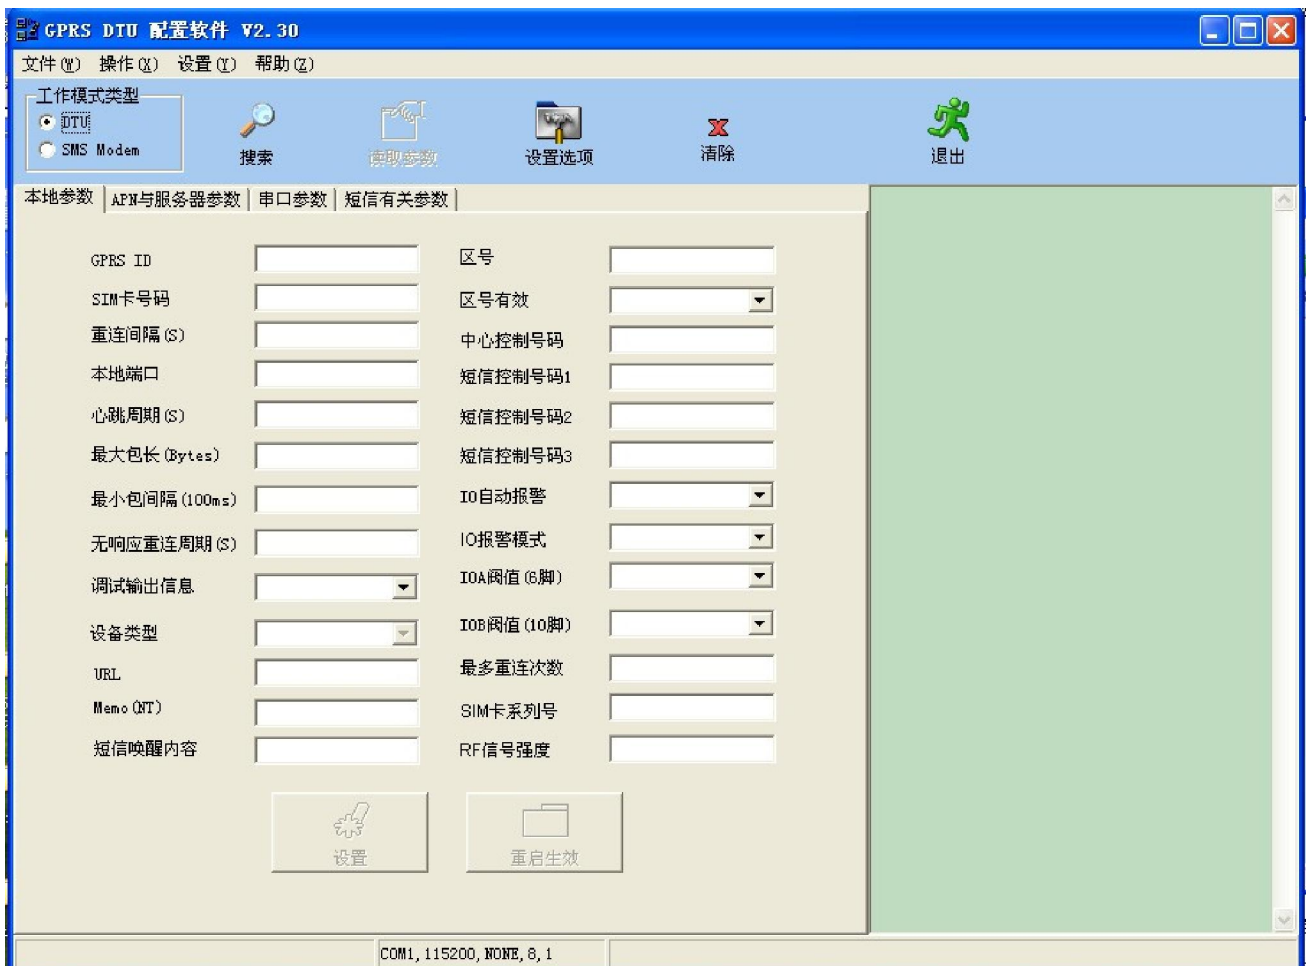 GPRS DTU 配置软件 V2.30
文件(W) 操作(X) 设置(Y) 帮助(Z)
工作模式类型
DTU
SMS Modem
搜索
读取参数
设置选项
清除
退出
本地参数 APN与服务器参数 串口参数 短信有关参数
GPRS ID 区号
SIM卡号码 区号有效
重连间隔(S) 中心控制号码
本地端口 短信控制号码1
心跳周期(S) 短信控制号码2
最大包长(Bytes) 短信控制号码3
最小包间隔(100ms) IO自动报警
无响应重连周期(S) IO报警模式
调试输出信息 IOA阀值(6脚)
设备类型 IOB阀值(10脚)
URL 最多重连次数
Memo(NT) SIM卡系列号
短信唤醒内容 RF信号强度
设置 重启生效
COM1, 115200, NONE, 8, 1